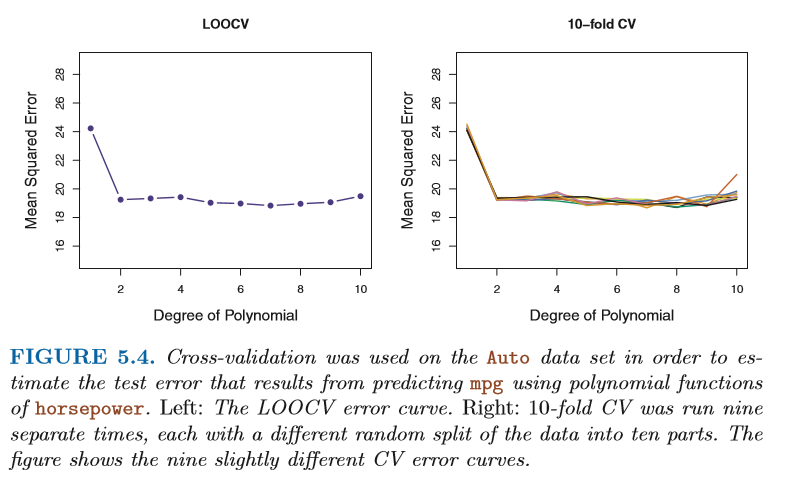 LOOCV
Mean Squared Error
16 18 20 22 24 26 28
2 4 6 8 10
Degree of Polynomial
10−fold CV
Mean Squared Error
16 18 20 22 24 26 28
2 4 6 8 10
Degree of Polynomial
FIGURE 5.4. Cross-validation was used on the Auto data set in order to es-
timate the test error that results from predicting mpg using polynomial functions
of horsepower. Left: The LOOCV error curve. Right: 10-fold CV was run nine
separate times, each with a different random split of the data into ten parts. The
figure shows the nine slightly different CV error curves.